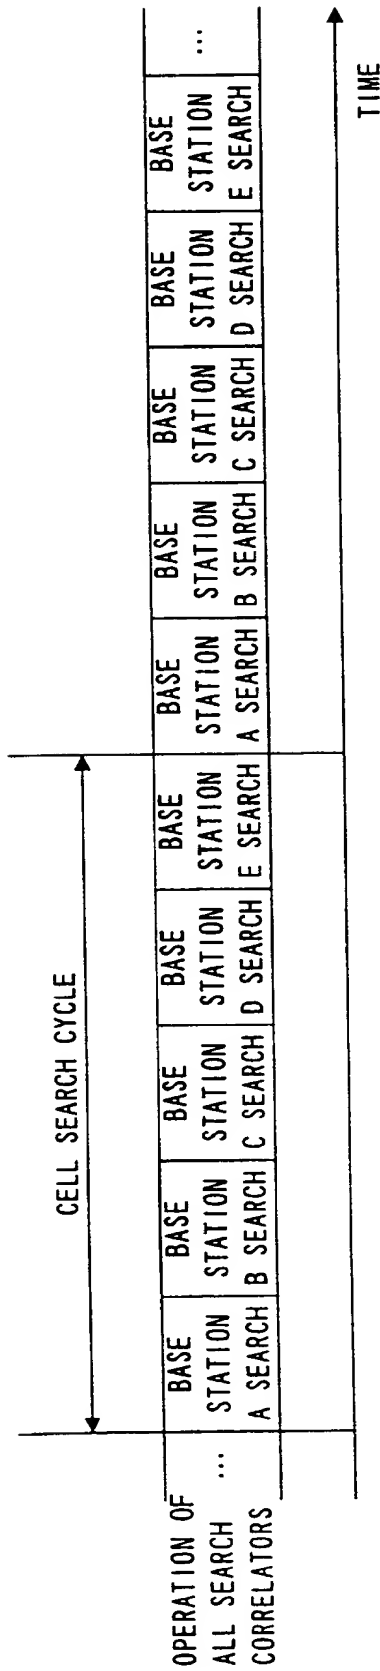 CELL SEARCH CYCLE
OPERATION OF
ALL SEARCH
CORRELATORS
...
BASE
STATION
A SEARCH
BASE
STATION
B SEARCH
BASE
STATION
C SEARCH
BASE
STATION
D SEARCH
BASE
STATION
E SEARCH
BASE
STATION
A SEARCH
BASE
STATION
B SEARCH
BASE
STATION
C SEARCH
BASE
STATION
D SEARCH
BASE
STATION
E SEARCH
...
TIME